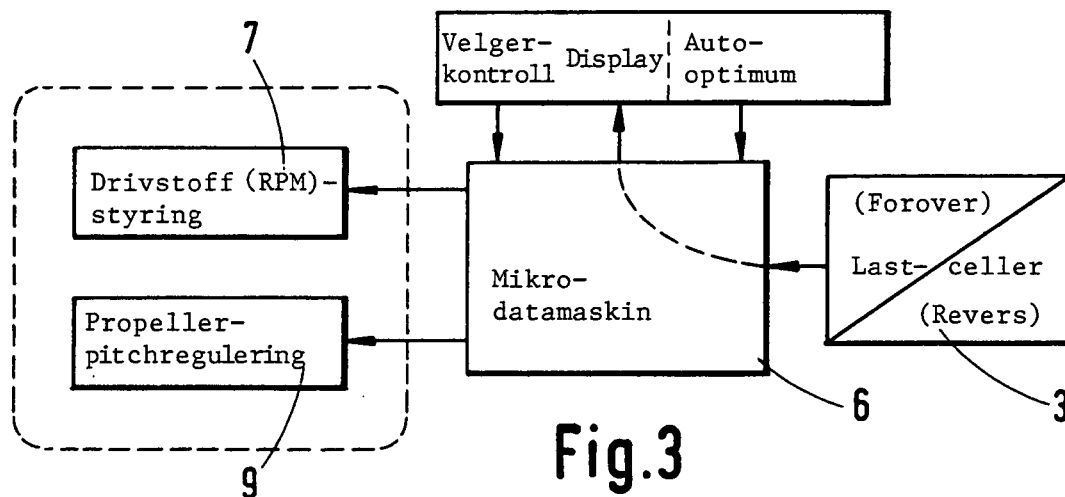 7
Velger-
kontroll Display
Auto-
optimum
Drivstoff (RPM)-
styring
Propeller-
pitchregulering
Mikro-
datamaskin
(Forover)
Last-celler
(Revers)
6
3
9
Fig.3